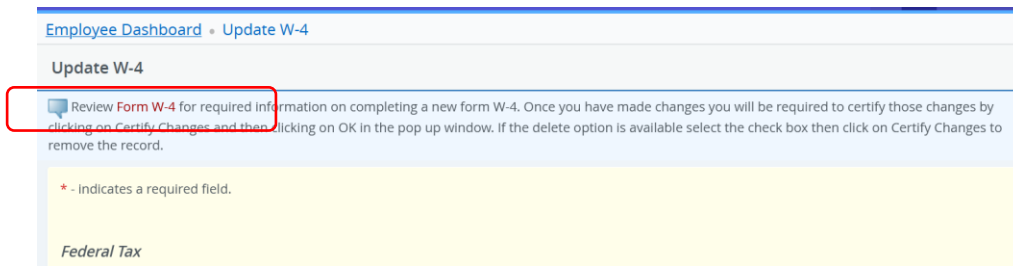 Employee Dashboard • Update W-4
Update W-4
Review Form W-4 for required information on completing a new form W-4. Once you have made changes you will be required to certify those changes by
clicking on Certify Changes and then clicking on OK in the pop up window. If the delete option is available select the check box then click on Certify Changes to
remove the record.
* - indicates a required field.
Federal Tax